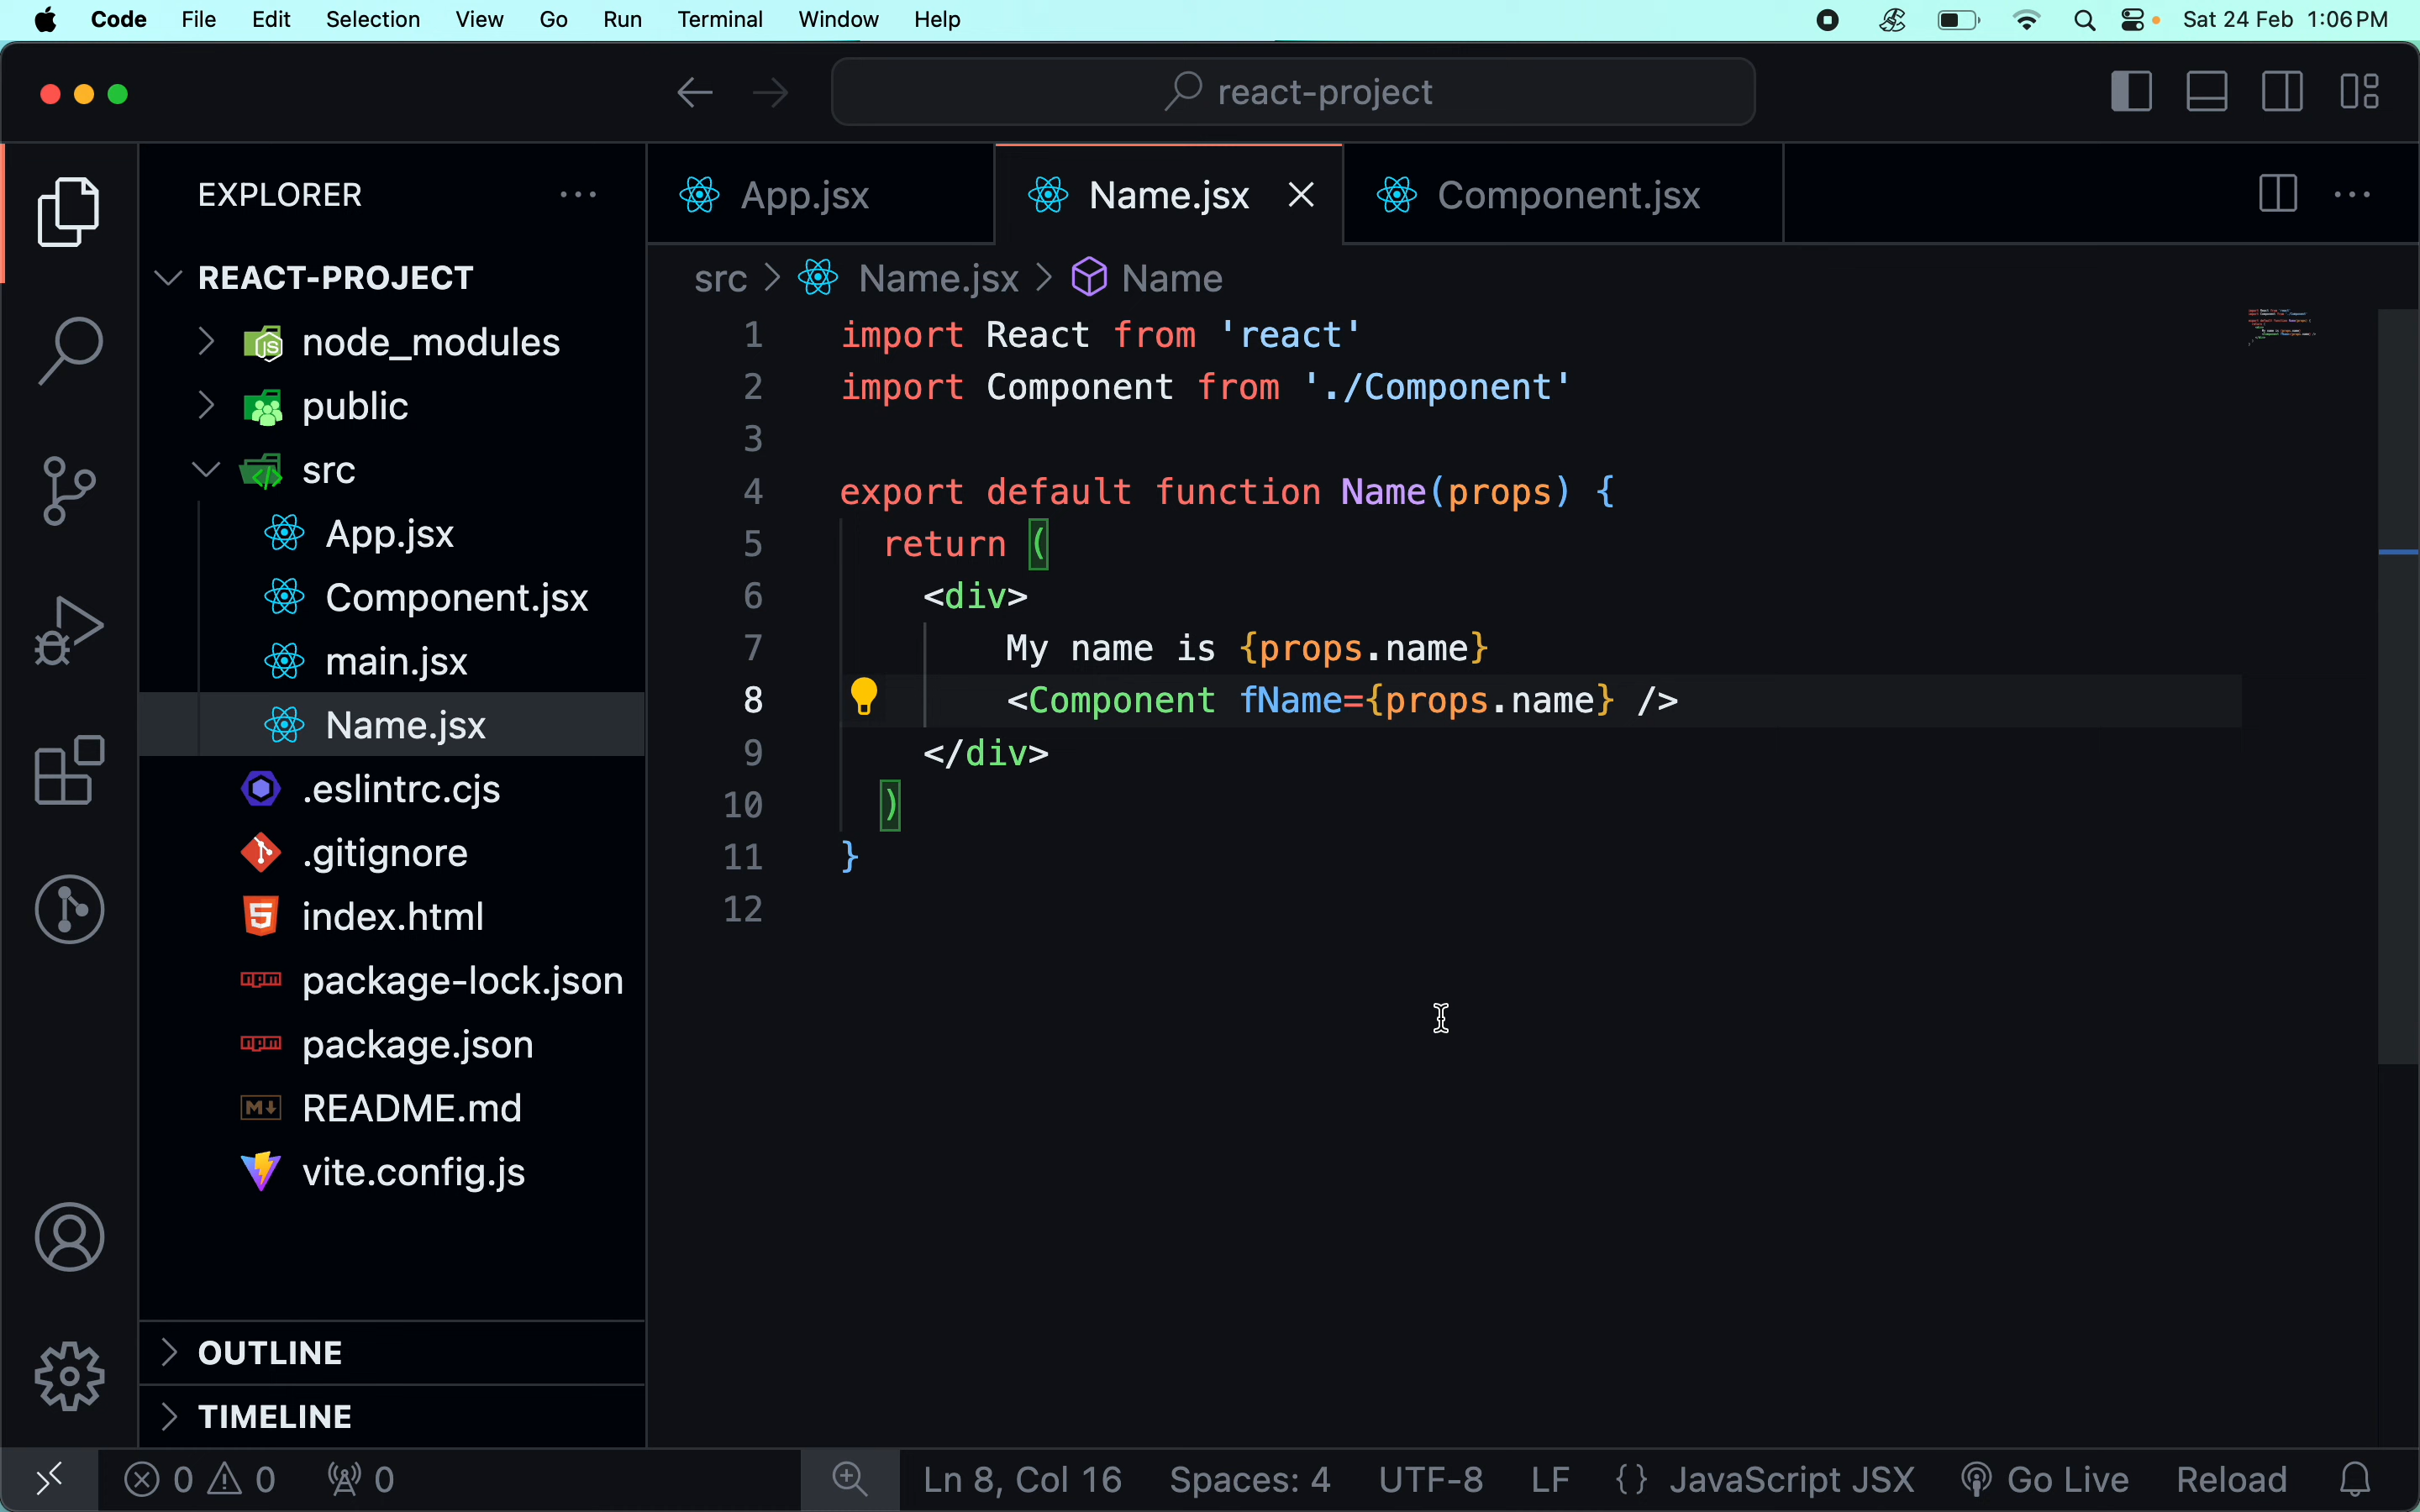 Code File Edit Selection View Go Run Terminal Window Help Sat 24 Feb 1:06 PM
react-project
EXPLORER
REACT-PROJECT
node_modules
public
src
App.jsx
Component.jsx
main.jsx
Name.jsx
.eslintrc.cjs
.gitignore
index.html
package-lock.json
package.json
README.md
vite.config.js
OUTLINE
TIMELINE
App.jsx Name.jsx Component.jsx
src Name.jsx Name
1 import React from 'react'
2 import Component from './Component'
3
4 export default function Name(props) {
5 return (
6 <div>
7 My name is {props.name}
8 <Component fName={props.name} />
9 </div>
10 )
11 }
12
0 0 0 Ln 8, Col 16 Spaces: 4 UTF-8 LF {} JavaScript JSX Go Live Reload